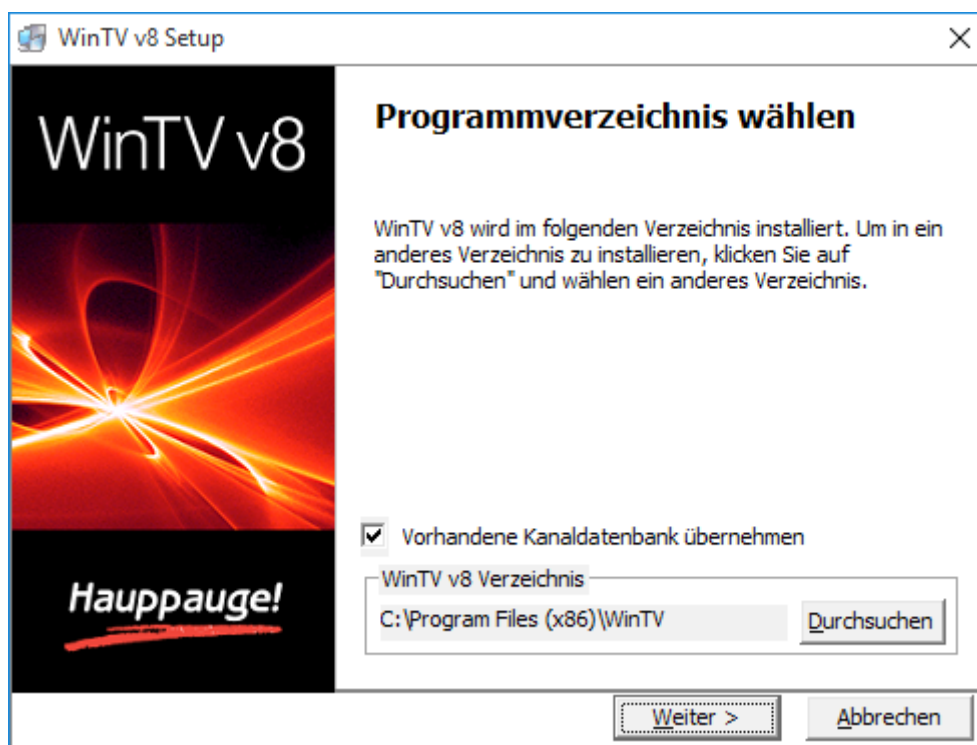 WinTV v8 Setup
WinTV v8
Programmverzeichnis wählen
WinTV v8 wird im folgenden Verzeichnis installiert. Um in ein
anderes Verzeichnis zu installieren, klicken Sie auf
"Durchsuchen" und wählen ein anderes Verzeichnis.
Vorhandene Kanaldatenbank übernehmen
WinTV v8 Verzeichnis
C:\Program Files (x86)\WinTV
Durchsuchen
Hauppauge!
Weiter >
Abbrechen